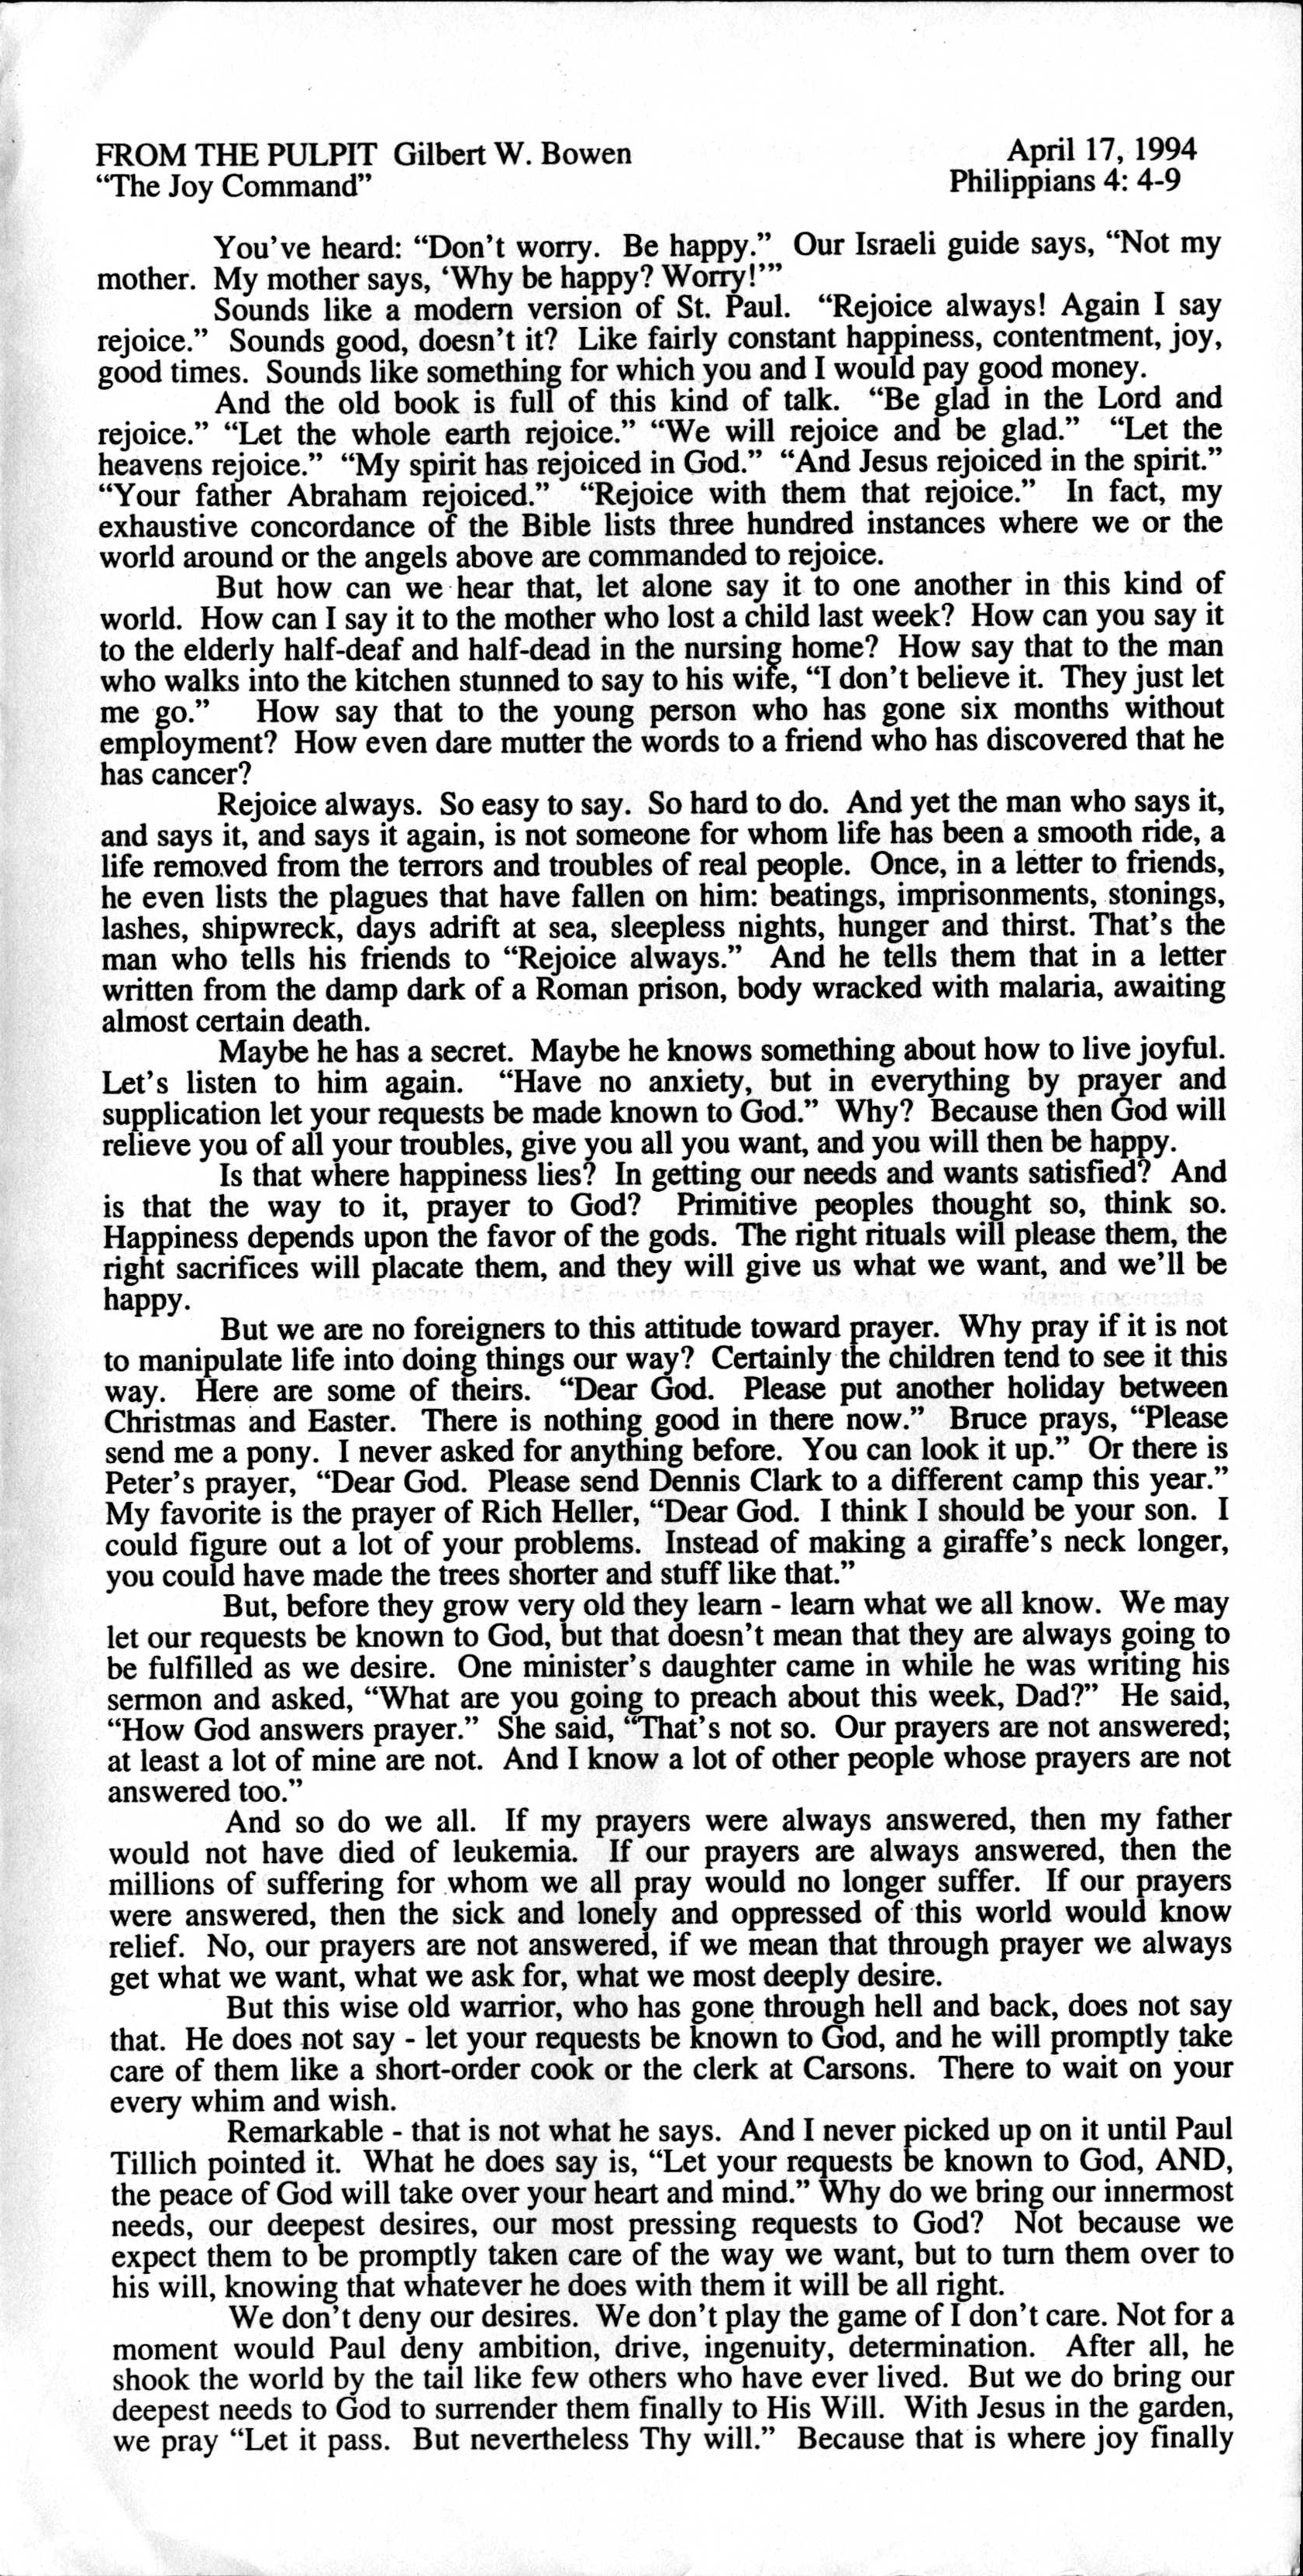 FROM THE PULPIT Gilbert W. Bowen April 17, 1994
“The Joy Command” Philippians 4: 4-9
You've heard: “Don't worry. Be happy.” Our Israeli guide says, “Not my
mother. My mother says, ‘Why be happy? Worry!’”
Sounds like a modern version of St. Paul. “Rejoice always! Again I say
rejoice.” Sounds good, doesn't it? Like fairly constant happiness, contentment, joy,
good times. Sounds like something for which you and I would pay good money.
And the old book is full of this kind of talk. “Be glad in the Lord and
rejoice.” “Let the whole earth rejoice.” “We will rejoice and be glad.” “Let the
heavens rejoice.” “My spirit has rejoiced in God.” “And Jesus rejoiced in the spirit.”
“Your father Abraham rejoiced.” “Rejoice with them that rejoice.” In fact, my
exhaustive concordance of the Bible lists three hundred instances where we or the
world around or the angels above are commanded to rejoice.
But how can we hear that, let alone say it to one another in this kind of
world. How can I say it to the mother who lost a child last week? How can you say it
to the elderly half-deaf and half-dead in the nursing home? How say that to the man
who walks into the kitchen stunned to say to his wife, “I don't believe it. They just let
me go.” How say that to the young person who has gone six months without
employment? How even dare mutter the words to a friend who has discovered that he
has cancer?
Rejoice always. So easy to say. So hard to do. And yet the man who says it,
and says it, and says it again, is not someone for whom life has been a smooth ride, a
life removed from the terrors and troubles of real people. Once, in a letter to friends,
he even lists the plagues that have fallen on him: beatings, imprisonments, stonings,
lashes, shipwreck, days adrift at sea, sleepless nights, hunger and thirst. That's the
man who tells his friends to “Rejoice always.” And he tells them that in a letter
written from the damp dark of a Roman prison, body wracked with malaria, awaiting
almost certain death.
Maybe he has a secret. Maybe he knows something about how to live joyful.
Let's listen to him again. “Have no anxiety, but in everything by prayer and
supplication let your requests be made known to God.” Why? Because then God will
relieve you of all your troubles, give you all you want, and you will then be happy.
Is that where happiness lies? In getting our needs and wants satisfied? And
is that the way to it, prayer to God? Primitive peoples thought so, think so.
Happiness depends upon the favor of the gods. The right rituals will please them, the
right sacrifices will placate them, and they will give us what we want, and we'll be
happy.
But we are no foreigners to this attitude toward prayer. Why pray if it is not
to manipulate life into doing things our way? Certainly the children tend to see it this
way. Here are some of theirs. “Dear God. Please put another holiday between
Christmas and Easter. There is nothing good in there now.” Bruce prays, “Please
send me a pony. I never asked for anything before. You can look it up.” Or there is
Peter's prayer, “Dear God. Please send Dennis Clark to a different camp this year.”
My favorite is the prayer of Rich Heller, “Dear God. I think I should be your son. I
could figure out a lot of your problems. Instead of making a giraffe's neck longer,
you could have made the trees shorter and stuff like that.”
But, before they grow very old they learn - learn what we all know. We may
let our requests be known to God, but that doesn't mean that they are always going to
be fulfilled as we desire. One minister's daughter came in while he was writing his
sermon and asked, “What are you going to preach about this week, Dad?” He said,
“How God answers prayer.” She said, “That's not so. Our prayers are not answered;
at least a lot of mine are not. And I know a lot of other people whose prayers are not
answered too.”
And so do we all. If my prayers were always answered, then my father
would not have died of leukemia. If our prayers are always answered, then the
millions of suffering for whom we all pray would no longer suffer. If our prayers
were answered, then the sick and lonely and oppressed of this world would know
relief. No, our prayers are not answered, if we mean that through prayer we always
get what we want, what we ask for, what we most deeply desire.
But this wise old warrior, who has gone through hell and back, does not say
that. He does not say - let your requests be known to God, and he will promptly take
care of them like a short-order cook or the clerk at Carsons. There to wait on your
every whim and wish.
Remarkable - that is not what he says. And I never picked up on it until Paul
Tillich pointed it. What he does say is, “Let your requests be known to God, AND,
the peace of God will take over your heart and mind.” Why do we bring our innermost
needs, our deepest desires, our most pressing requests to God? Not because we
expect them to be promptly taken care of the way we want, but to turn them over to
his will, knowing that whatever he does with them it will be all right.
We don't deny our desires. We don't play the game of I don't care. Not for a
moment would Paul deny ambition, drive, ingenuity, determination. After all, he
shook the world by the tail like few others who have ever lived. But we do bring our
deepest needs to God to surrender them finally to His Will. With Jesus in the garden,
we pray “Let it pass. But nevertheless Thy will.” Because that is where joy finally